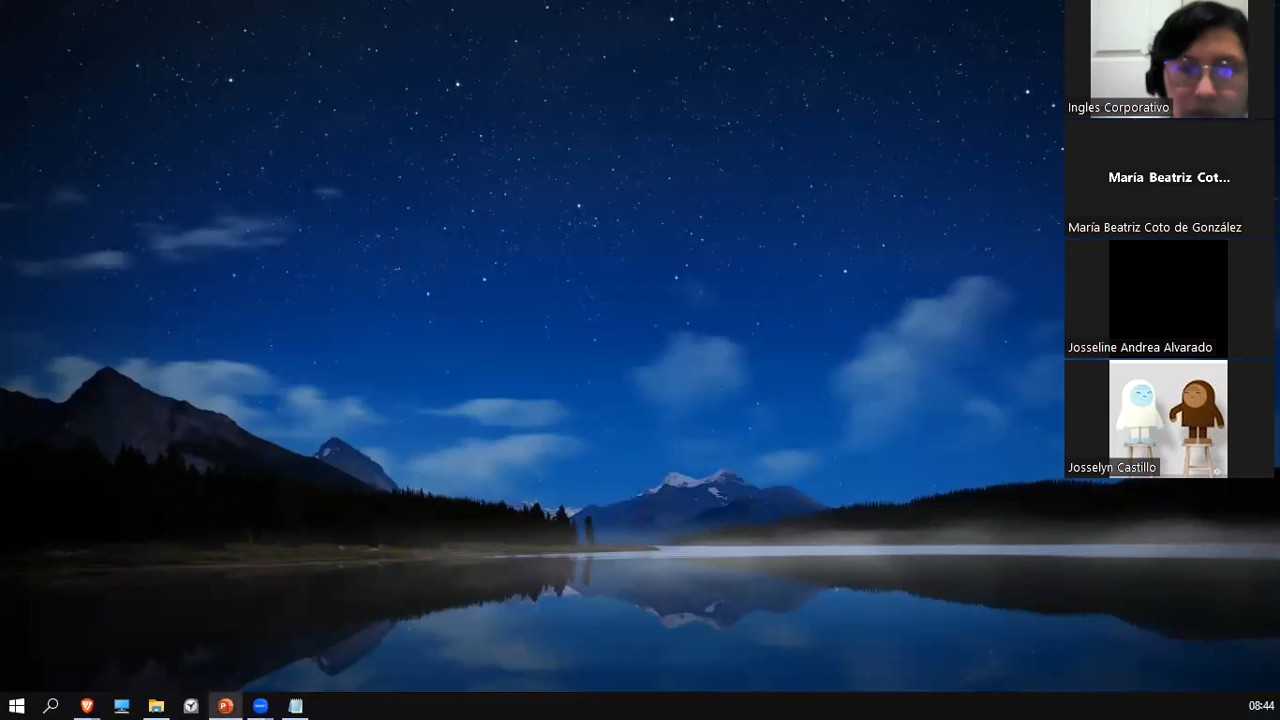 Ingles Corporativo
María Beatriz Cot...
María Beatriz Coto de González
Josseline Andrea Alvarado
Josselyn Castillo
08:44